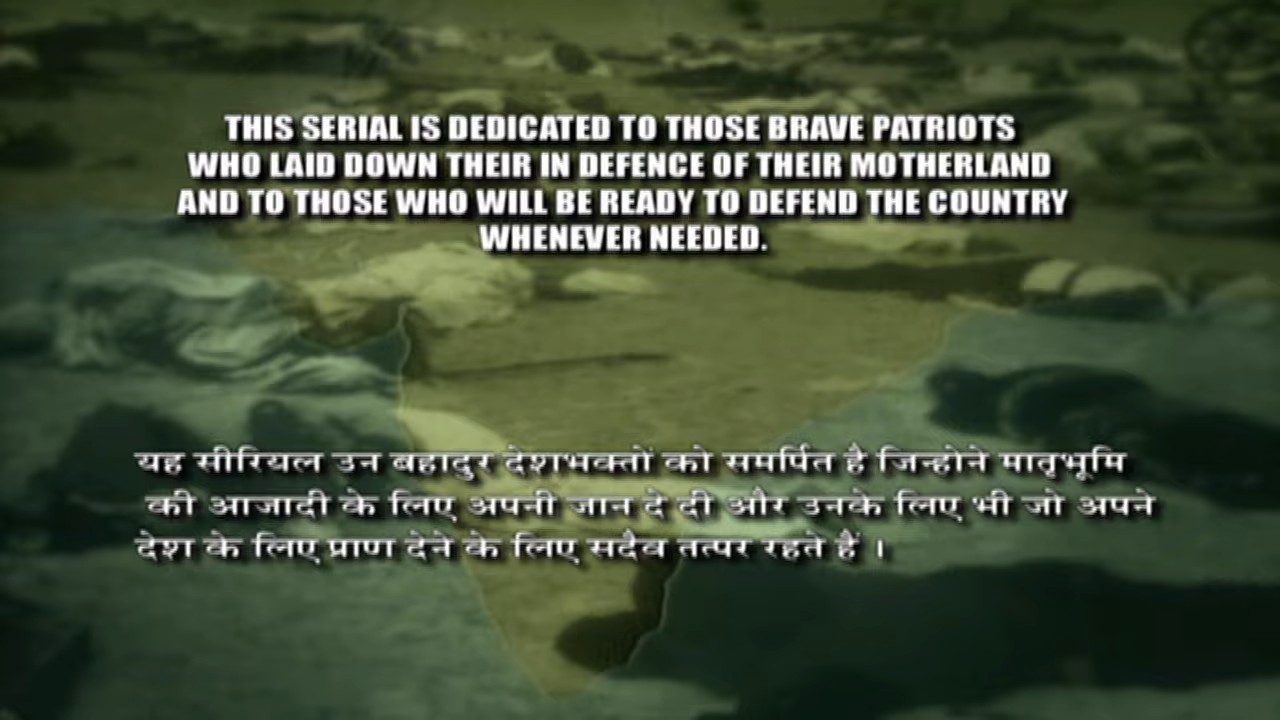 THIS SERIAL IS DEDICATED TO THOSE BRAVE PATRIOTS
WHO LAID DOWN THEIR IN DEFENCE OF THEIR MOTHERLAND
AND TO THOSE WHO WILL BE READY TO DEFEND THE COUNTRY
WHENEVER NEEDED.
यह सीरियल उन बहादुर देशभक्तों को समर्पित है जिन्होने मातृभूमि
की आजादी के लिए अपनी जान दे दी और उनके लिए भी जो अपने
देश के लिए प्राण देने के लिए सदैव तत्पर रहते हैं ।